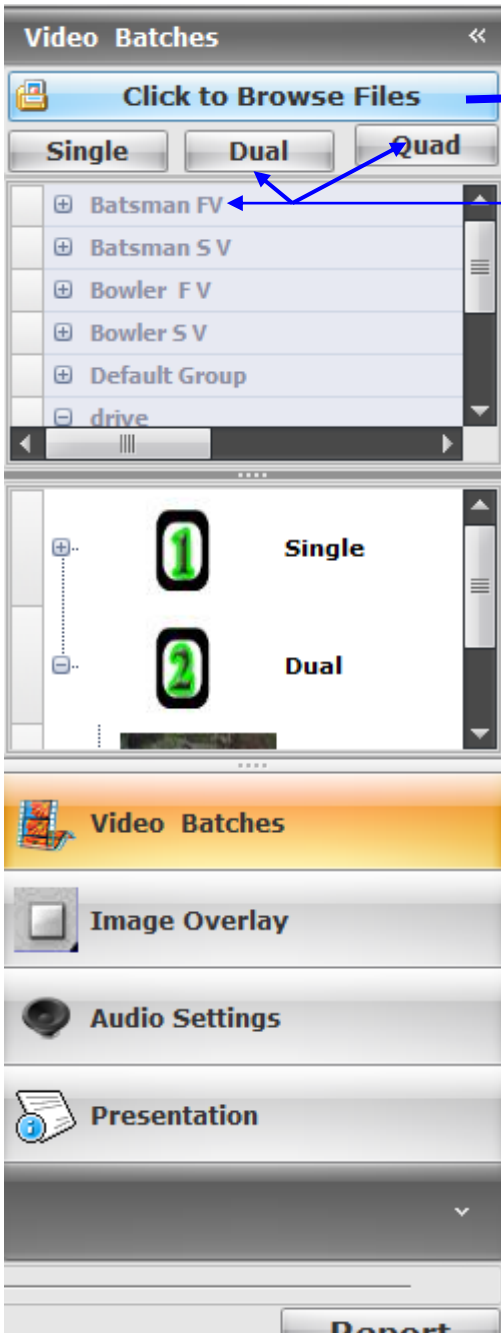 Video Batches «
Click to Browse Files
Single Dual Quad
Batsman FV
Batsman S V
Bowler F V
Bowler S V
Default Group
drive
1 Single
2 Dual
Video Batches
Image Overlay
Audio Settings
Presentation
Report